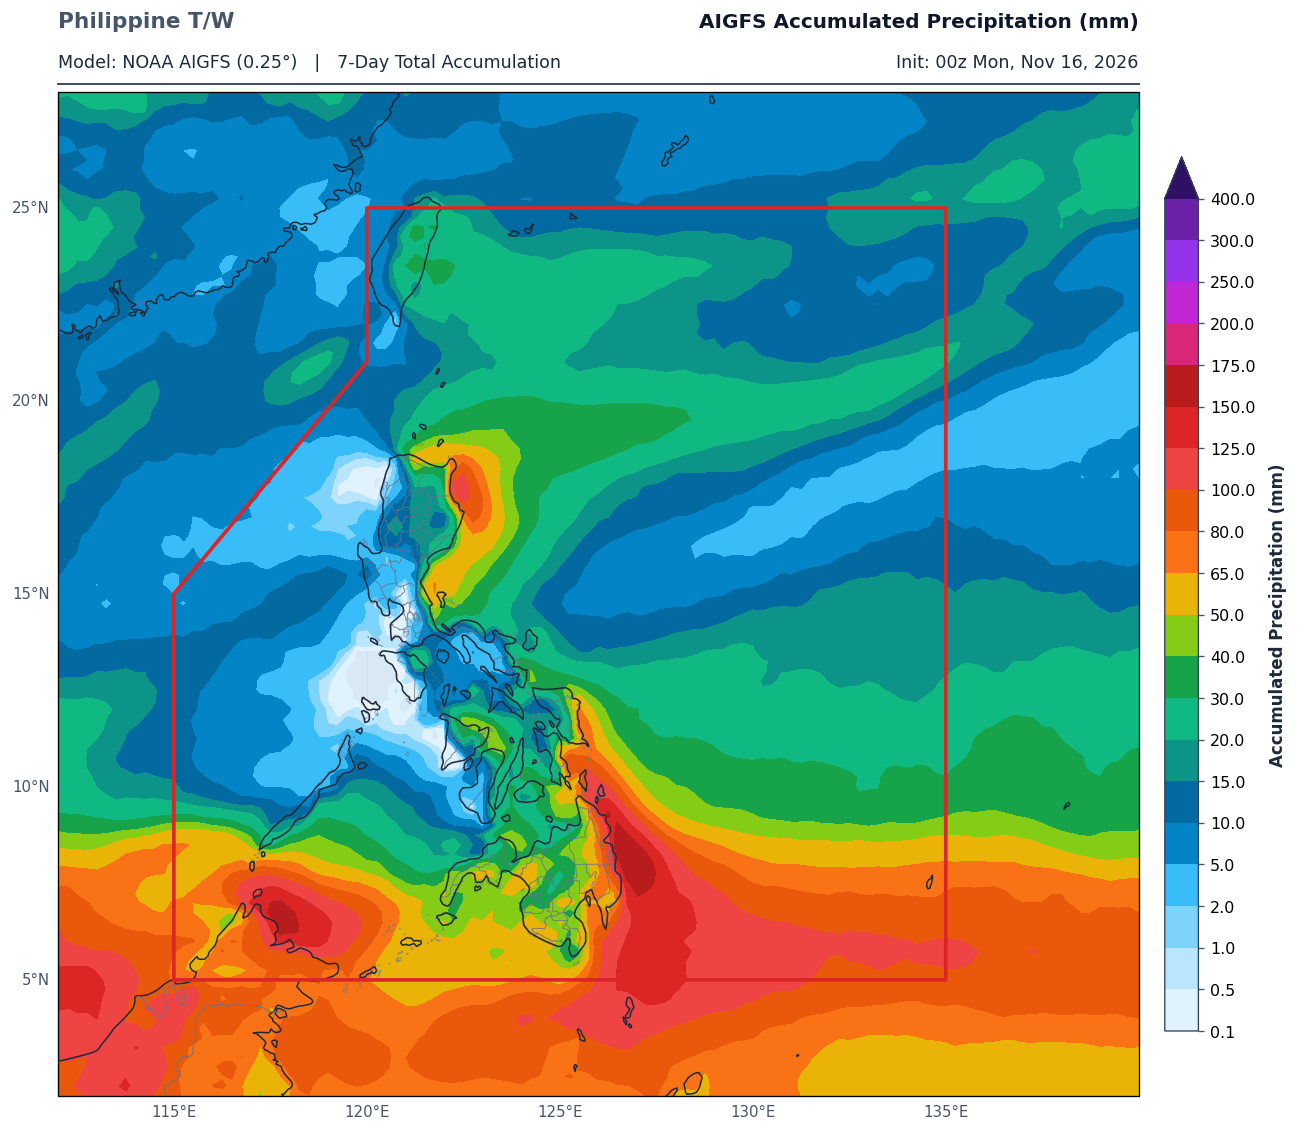 Philippine T/W
AIGFS Accumulated Precipitation (mm)
Model: NOAA AIGFS (0.25°)   |   7-Day Total Accumulation
Init: 00z Mon, Nov 16, 2026
25°N
20°N
15°N
10°N
5°N
115°E
120°E
125°E
130°E
135°E
400.0
300.0
250.0
200.0
175.0
150.0
125.0
100.0
80.0
65.0
50.0
40.0
30.0
20.0
15.0
10.0
5.0
2.0
1.0
0.5
0.1
Accumulated Precipitation (mm)